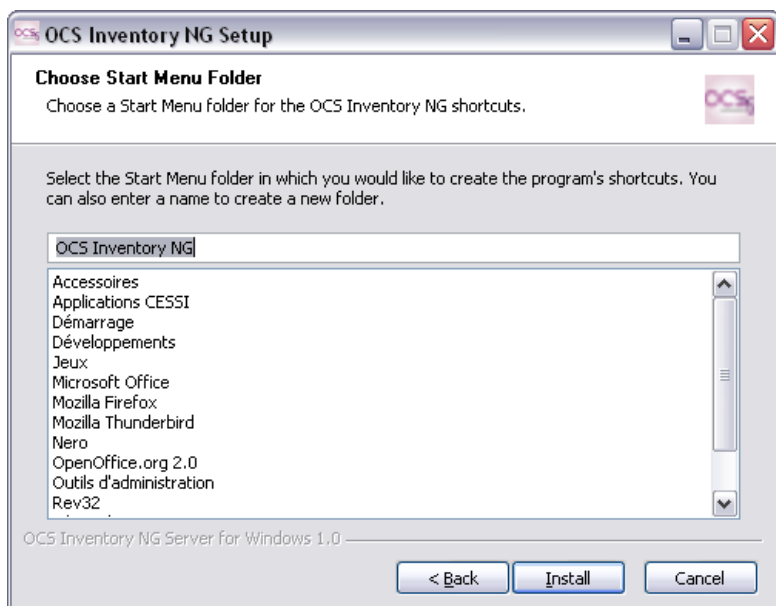 OCS Inventory NG Setup
Choose Start Menu Folder
Choose a Start Menu folder for the OCS Inventory NG shortcuts.
Select the Start Menu folder in which you would like to create the program's shortcuts. You
can also enter a name to create a new folder.
OCS Inventory NG
Accessoires
Applications CESSI
Démarrage
Développements
Jeux
Microsoft Office
Mozilla Firefox
Mozilla Thunderbird
Nero
OpenOffice.org 2.0
Outils d'administration
Rev32
OCS Inventory NG Server for Windows 1.0
< Back
Install
Cancel